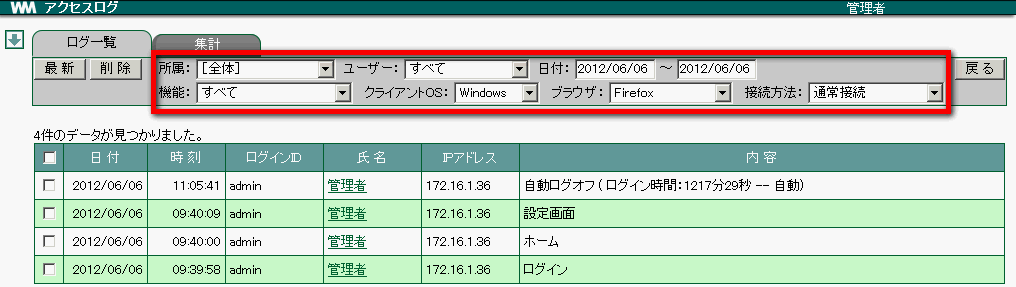 WM アクセスログ 管理者
ログ一覧 集計
最新 削除 所属: [全体] ユーザー: すべて 日付: 2012/06/06 ～ 2012/06/06 戻る
機能: すべて クライアントOS: Windows ブラウザ: Firefox 接続方法: 通常接続
4件のデータが見つかりました。
日付 時刻 ログインID 氏名 IPアドレス 内容
2012/06/06 11:05:41 admin 管理者 172.16.1.36 自動ログオフ ( ログイン時間：1217分29秒 -- 自動)
2012/06/06 09:40:09 admin 管理者 172.16.1.36 設定画面
2012/06/06 09:40:00 admin 管理者 172.16.1.36 ホーム
2012/06/06 09:39:58 admin 管理者 172.16.1.36 ログイン